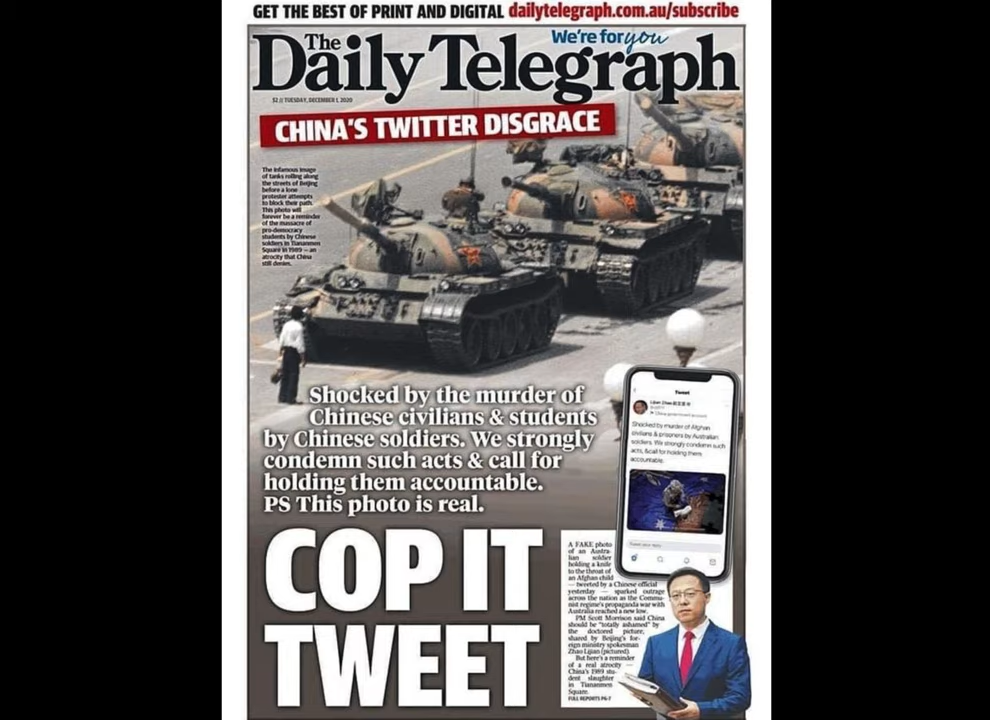 GET THE BEST OF PRINT AND DIGITAL dailytelegraph.com.au/subscribe
We're for you
The
Daily Telegraph
$2 // TUESDAY, DECEMBER 1, 2020
CHINA'S TWITTER DISGRACE
The infamous image
of tanks rolling along
the streets of Beijing
before a lone
protester attempts
to block their path.
This photo will
forever be a reminder
of the massacre of
pro-democracy
students by Chinese
soldiers in Tiananmen
Square in 1989 — an
atrocity that China
still denies.
Shocked by the murder of
Chinese civilians & students
by Chinese soldiers. We strongly
condemn such acts & call for
holding them accountable.
PS This photo is real.
COP IT
TWEET
Tweet
Lijian Zhao
Shocked by murder of Afghan
civilians & prisoners by Australian
soldiers. We strongly condemn such
acts, &call for holding them
accountable.
Tweet your reply
A FAKE photo
of an Austra-
lian soldier
holding a knife
to the throat of
an Afghan child
— tweeted by a Chinese official
yesterday — sparked outrage
across the nation as the Commu-
nist regime's propaganda war with
Australia reached a new low.
PM Scott Morrison said China
should be "totally ashamed" by
the doctored picture,
shared by Beijing's for-
eign ministry spokesman
Zhao Lijian (pictured).
But here's a reminder
of a real atrocity —
China's 1989 stu-
dent slaughter
in Tiananmen
Square.
FULL REPORTS P6-7